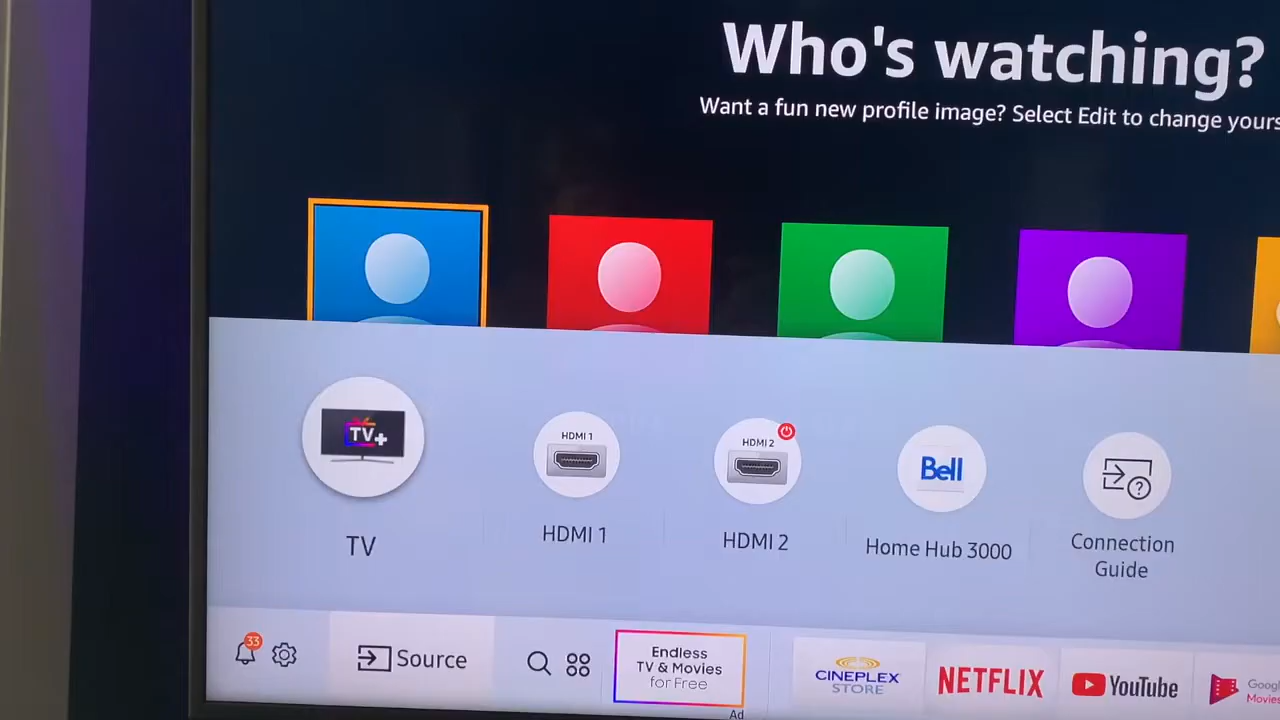 Who's watching?
Want a fun new profile image? Select Edit to change yours
TV+
HDMI 1
HDMI 2
Bell
?
TV
HDMI 1
HDMI 2
Home Hub 3000
Connection
Guide
33
Source
Endless
TV & Movies
for Free
Ad
CINEPLEX
STORE
NETFLIX
YouTube
Google
Movies